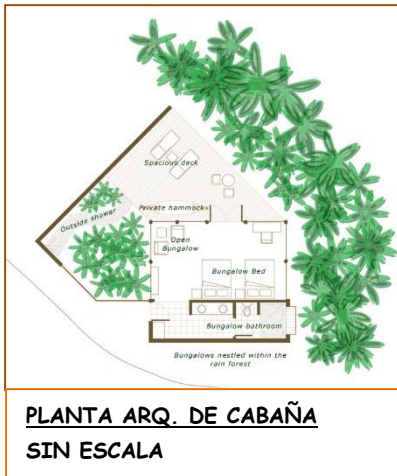 Spacious deck
Private hammock
Outside shower
Open
Bungalow
Bungalow Bed
Bungalow bathroom
Bungalows nestled within the
rain forest
PLANTA ARQ. DE CABAÑA
SIN ESCALA